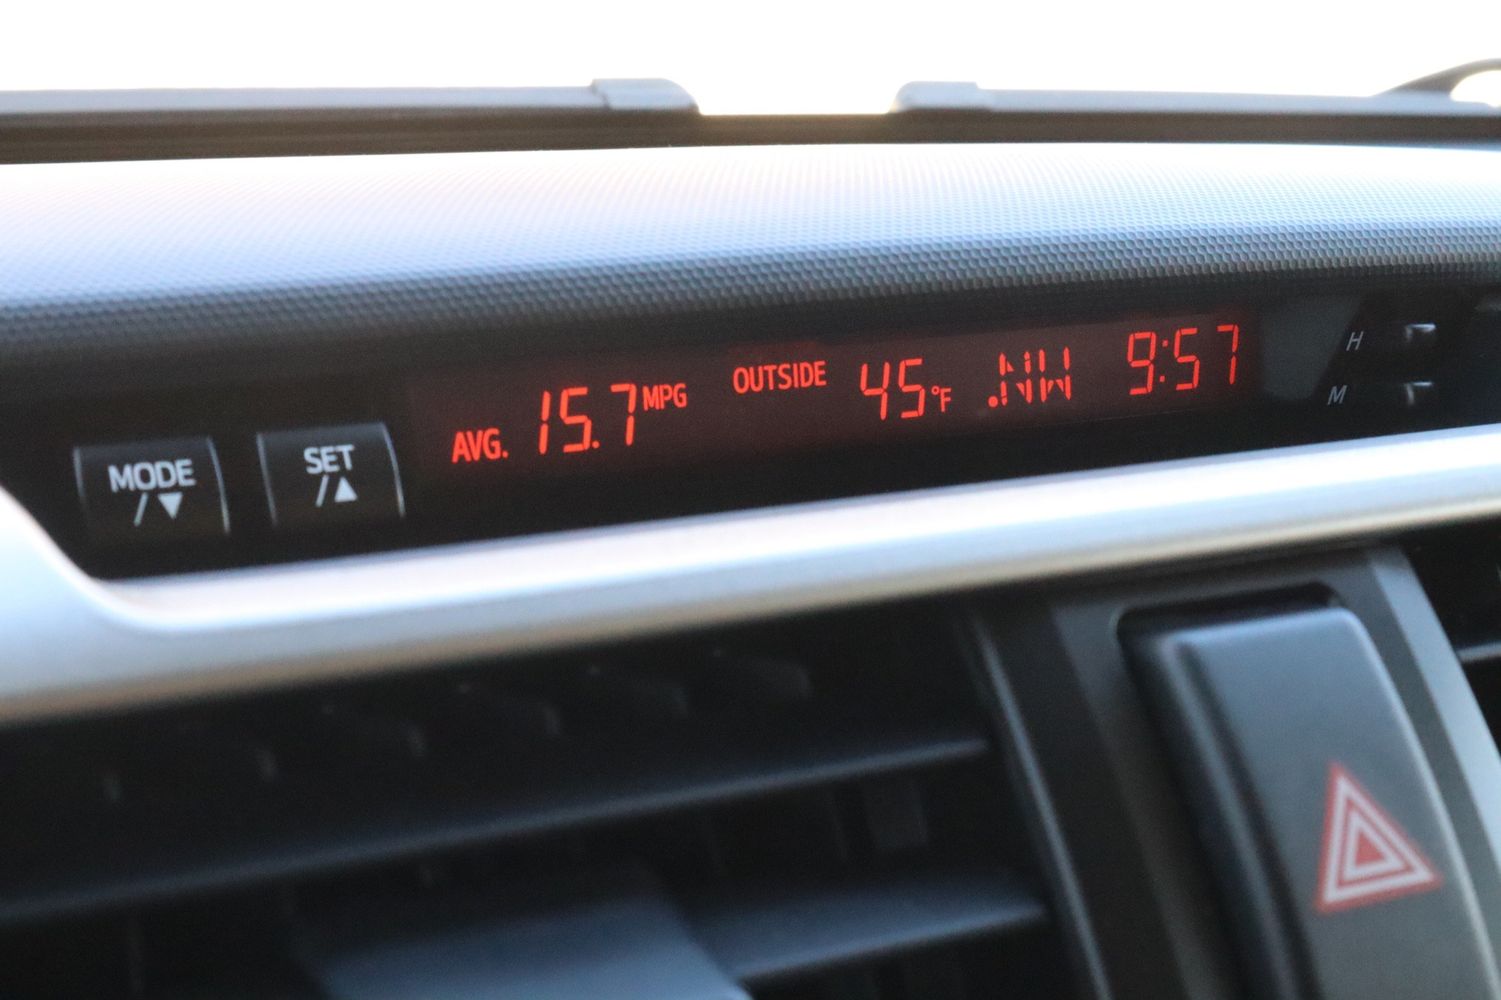 MODE
/▼
SET
/▲
AVG. 15.7 MPG OUTSIDE 45°F .NW 9:57
H
M